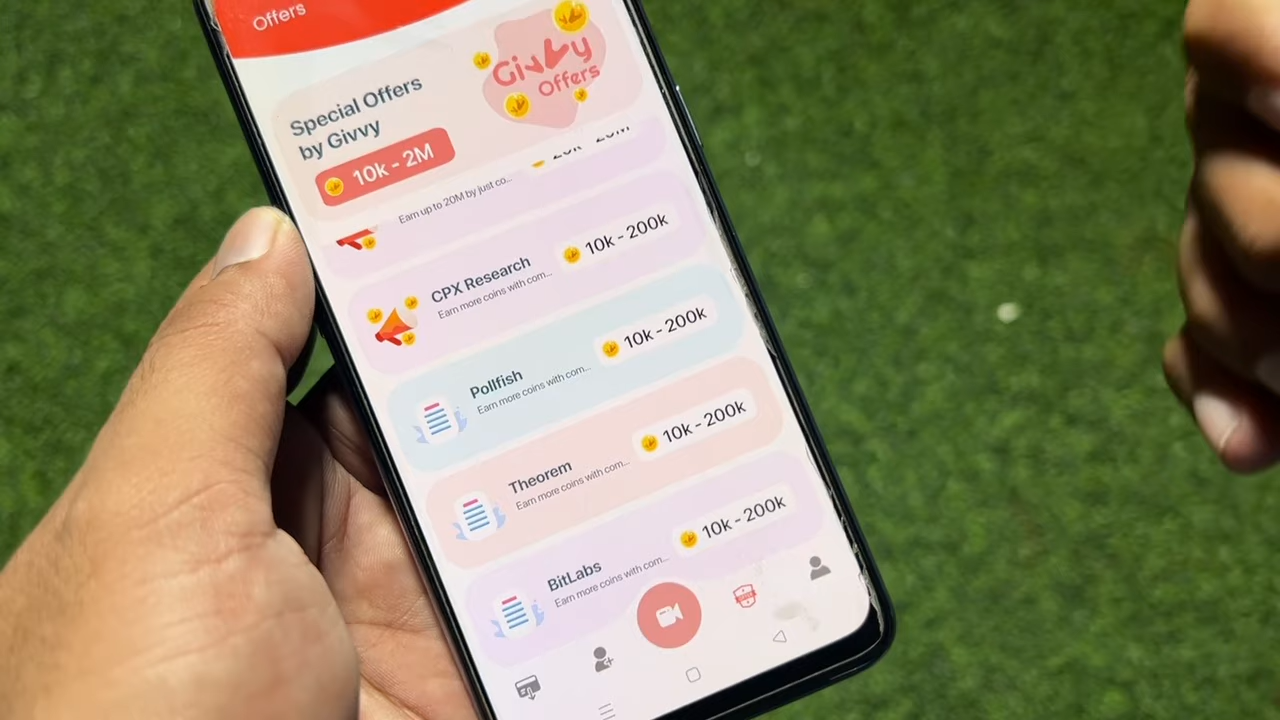 Offers
Special Offers
by Givvy
10k - 2M
Givvy
Offers
Earn up to 20M by just co...
CPX Research
Earn more coins with com...
10k - 200k
Pollfish
Earn more coins with com...
10k - 200k
Theorem
Earn more coins with com...
10k - 200k
BitLabs
Earn more coins with com...
10k - 200k